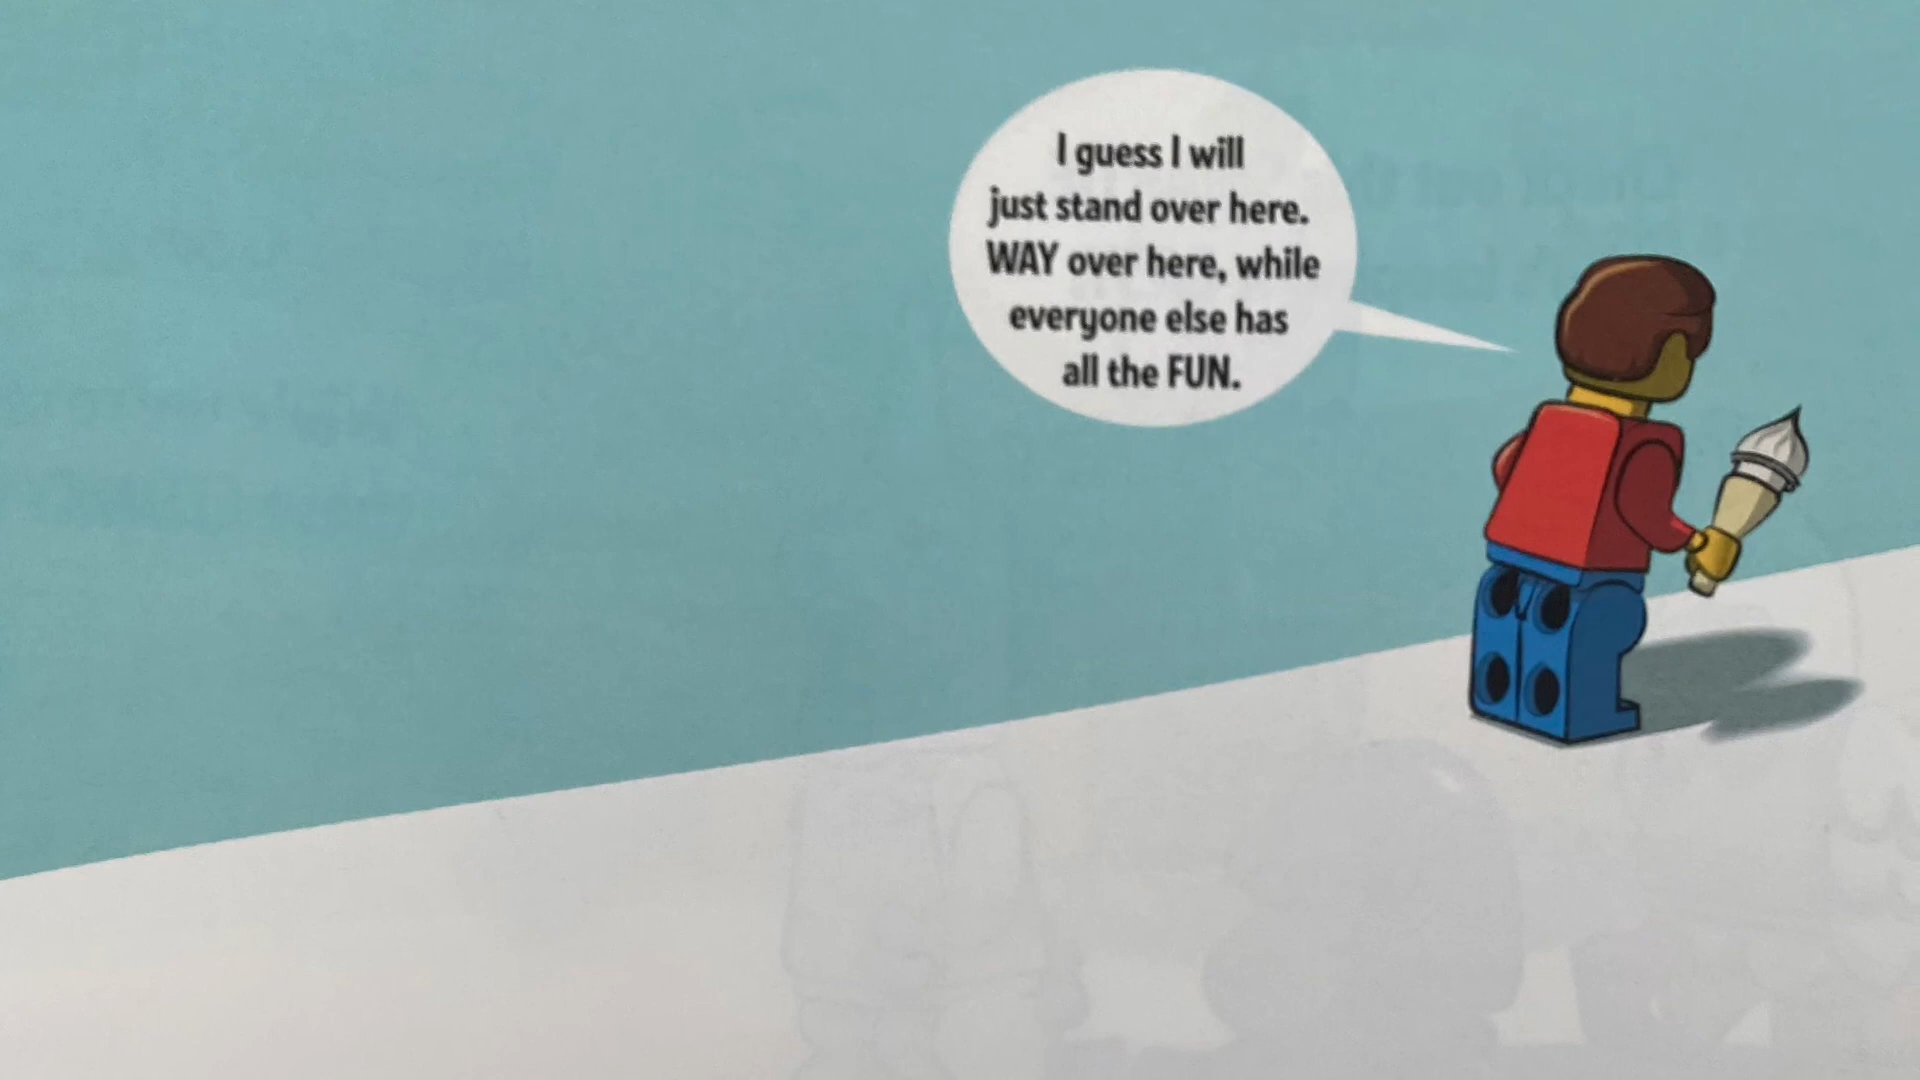 I guess I will
just stand over here.
WAY over here, while
everyone else has
all the FUN.